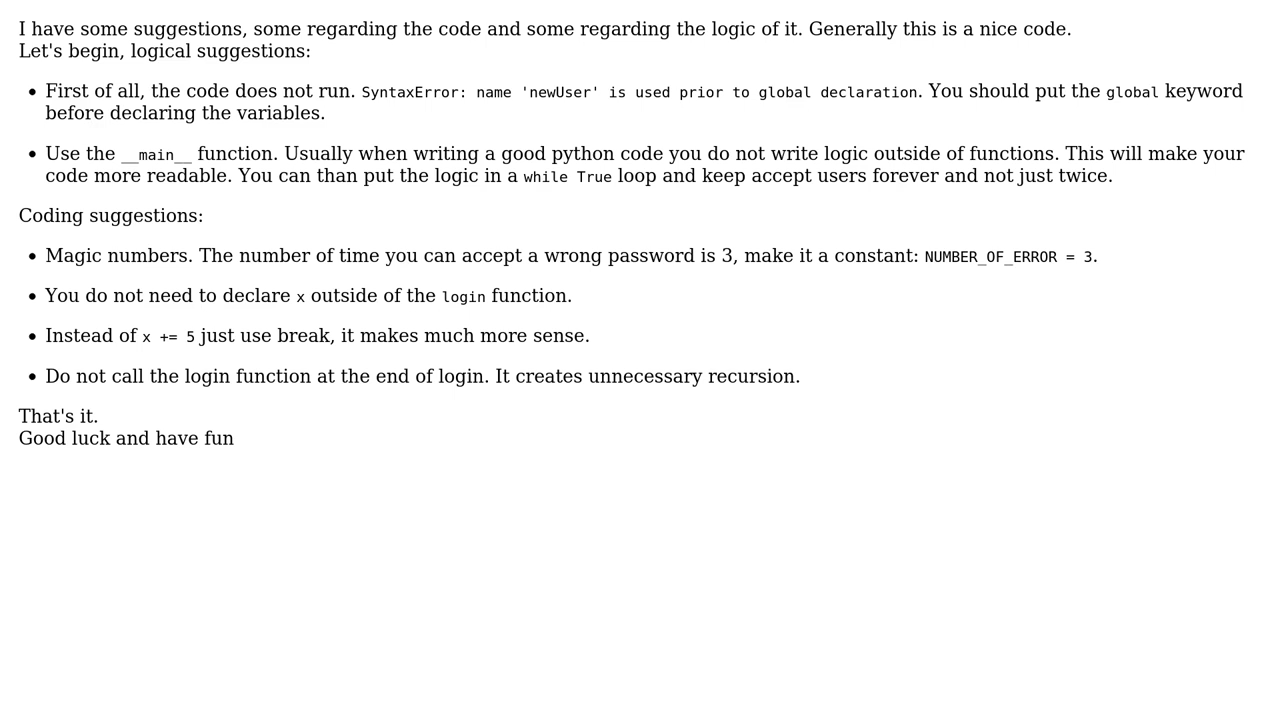 I have some suggestions, some regarding the code and some regarding the logic of it. Generally this is a nice code.
Let's begin, logical suggestions:
• First of all, the code does not run. SyntaxError: name 'newUser' is used prior to global declaration. You should put the global keyword
before declaring the variables.
• Use the __main__ function. Usually when writing a good python code you do not write logic outside of functions. This will make your
code more readable. You can than put the logic in a while True loop and keep accept users forever and not just twice.
Coding suggestions:
• Magic numbers. The number of time you can accept a wrong password is 3, make it a constant: NUMBER_OF_ERROR = 3.
• You do not need to declare x outside of the login function.
• Instead of x += 5 just use break, it makes much more sense.
• Do not call the login function at the end of login. It creates unnecessary recursion.
That's it.
Good luck and have fun